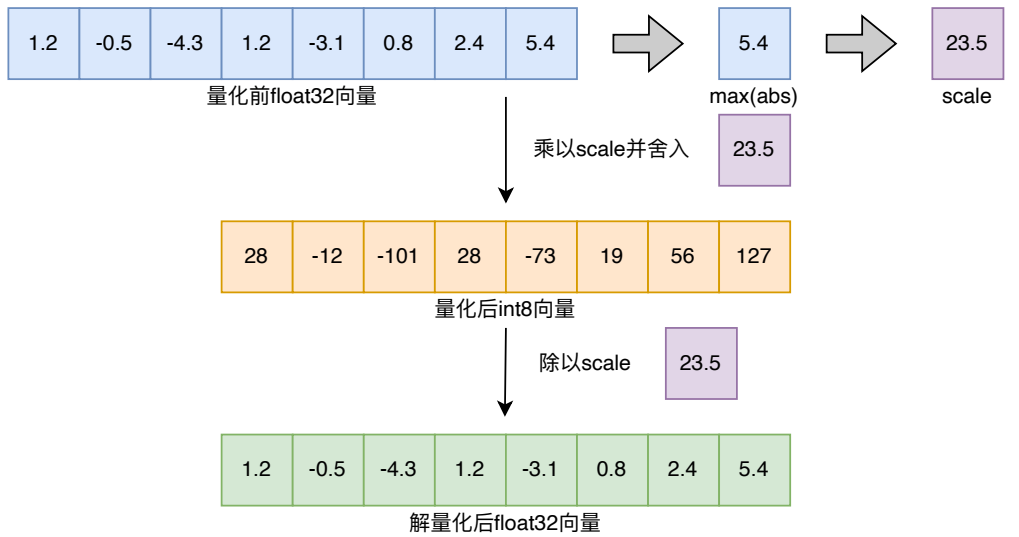 1.2 -0.5 -4.3 1.2 -3.1 0.8 2.4 5.4 5.4 23.5
量化前float32向量 max(abs) scale
乘以scale并舍入 23.5
28 -12 -101 28 -73 19 56 127
量化后int8向量
除以scale 23.5
1.2 -0.5 -4.3 1.2 -3.1 0.8 2.4 5.4
解量化后float32向量